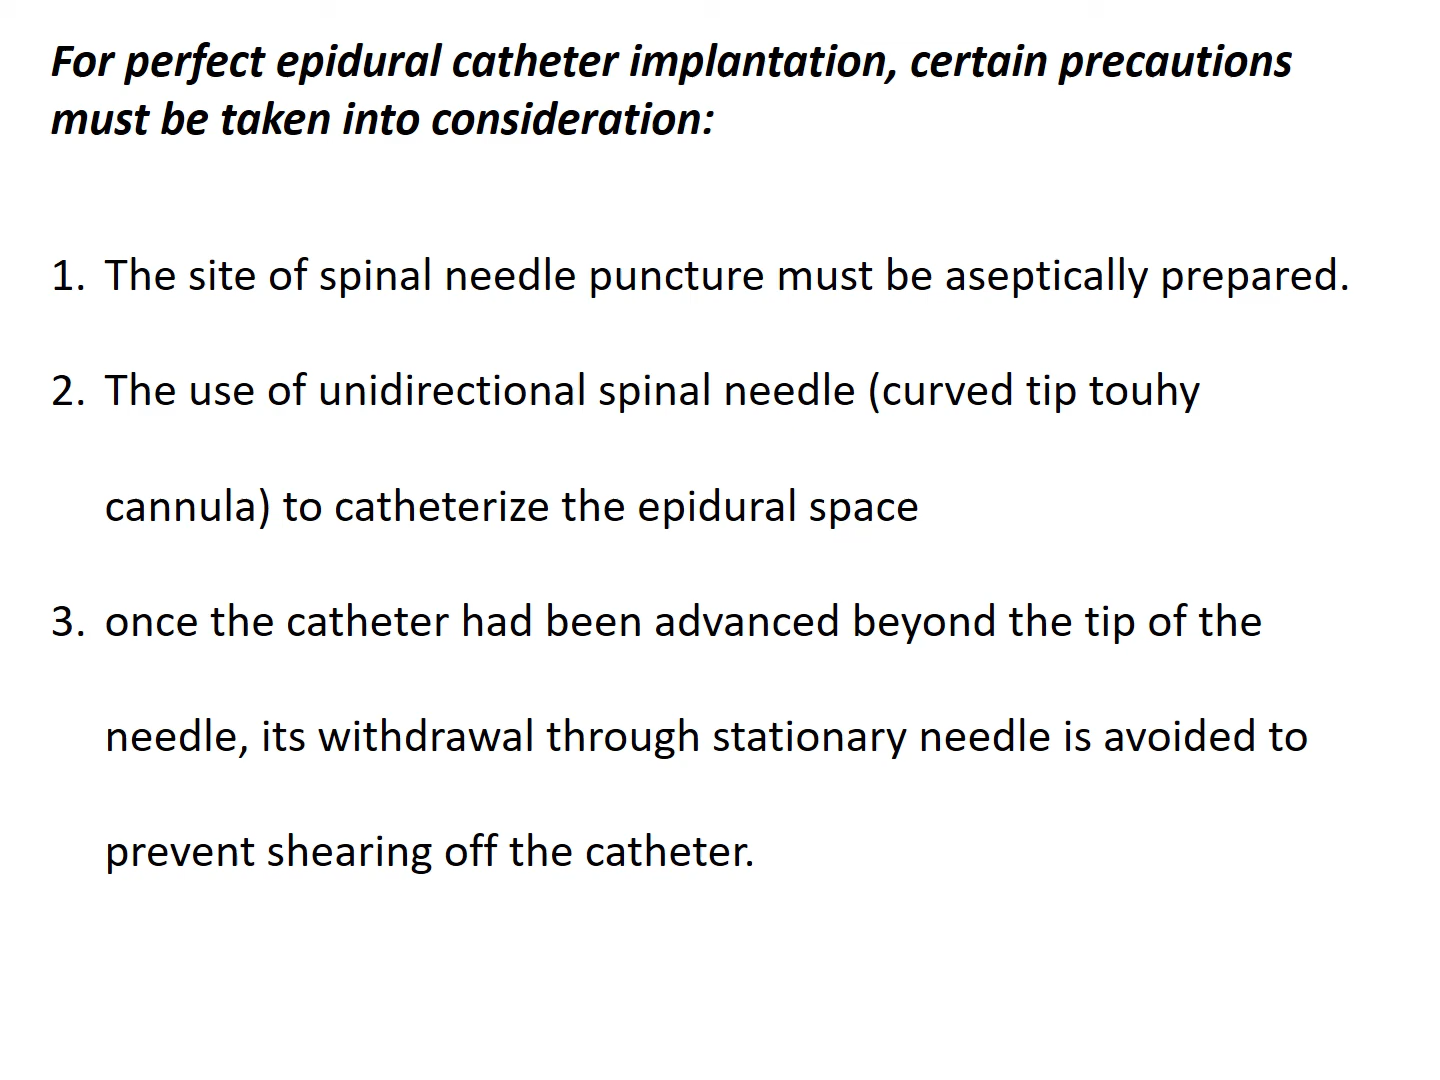 For perfect epidural catheter implantation, certain precautions
must be taken into consideration:
1. The site of spinal needle puncture must be aseptically prepared.
2. The use of unidirectional spinal needle (curved tip touhy
cannula) to catheterize the epidural space
3. once the catheter had been advanced beyond the tip of the
needle, its withdrawal through stationary needle is avoided to
prevent shearing off the catheter.